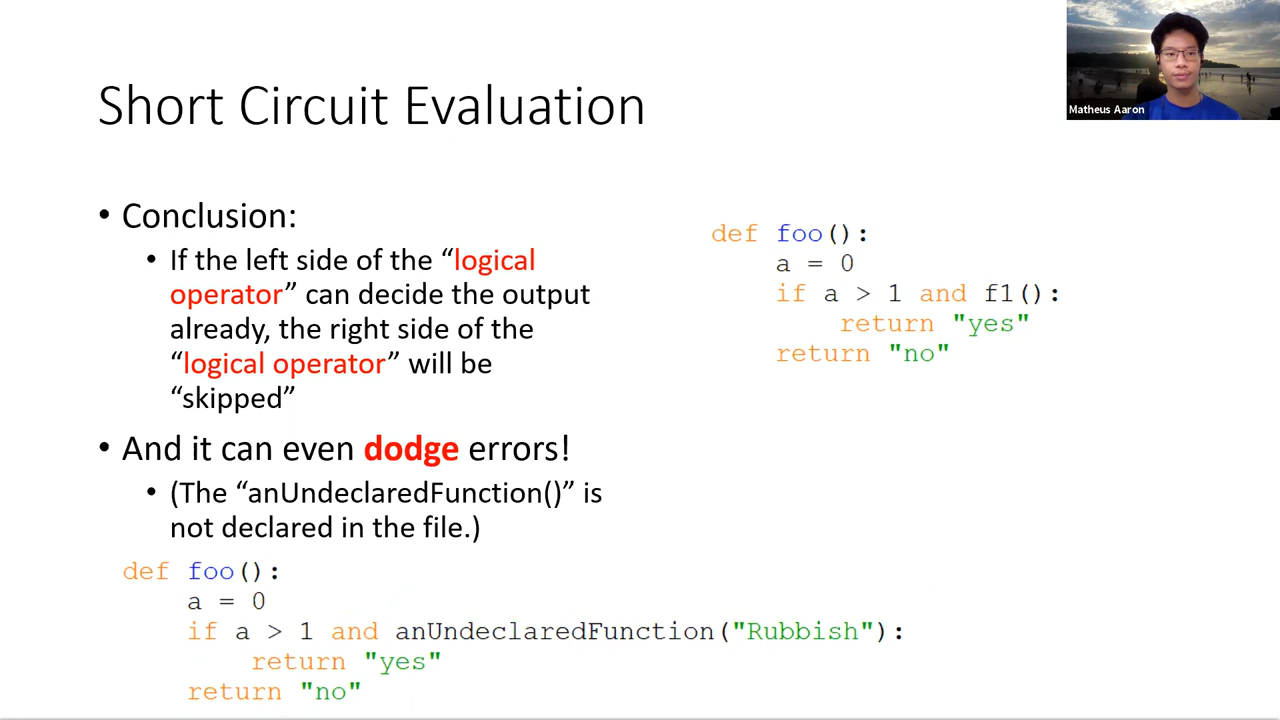 Matheus Aaron
Short Circuit Evaluation
• Conclusion:
• If the left side of the “logical
operator” can decide the output
already, the right side of the
“logical operator” will be
“skipped”
• And it can even dodge errors!
• (The “anUndeclaredFunction()” is
not declared in the file.)
def foo():
    a = 0
    if a > 1 and f1():
        return "yes"
    return "no"
def foo():
    a = 0
    if a > 1 and anUndeclaredFunction("Rubbish"):
        return "yes"
    return "no"